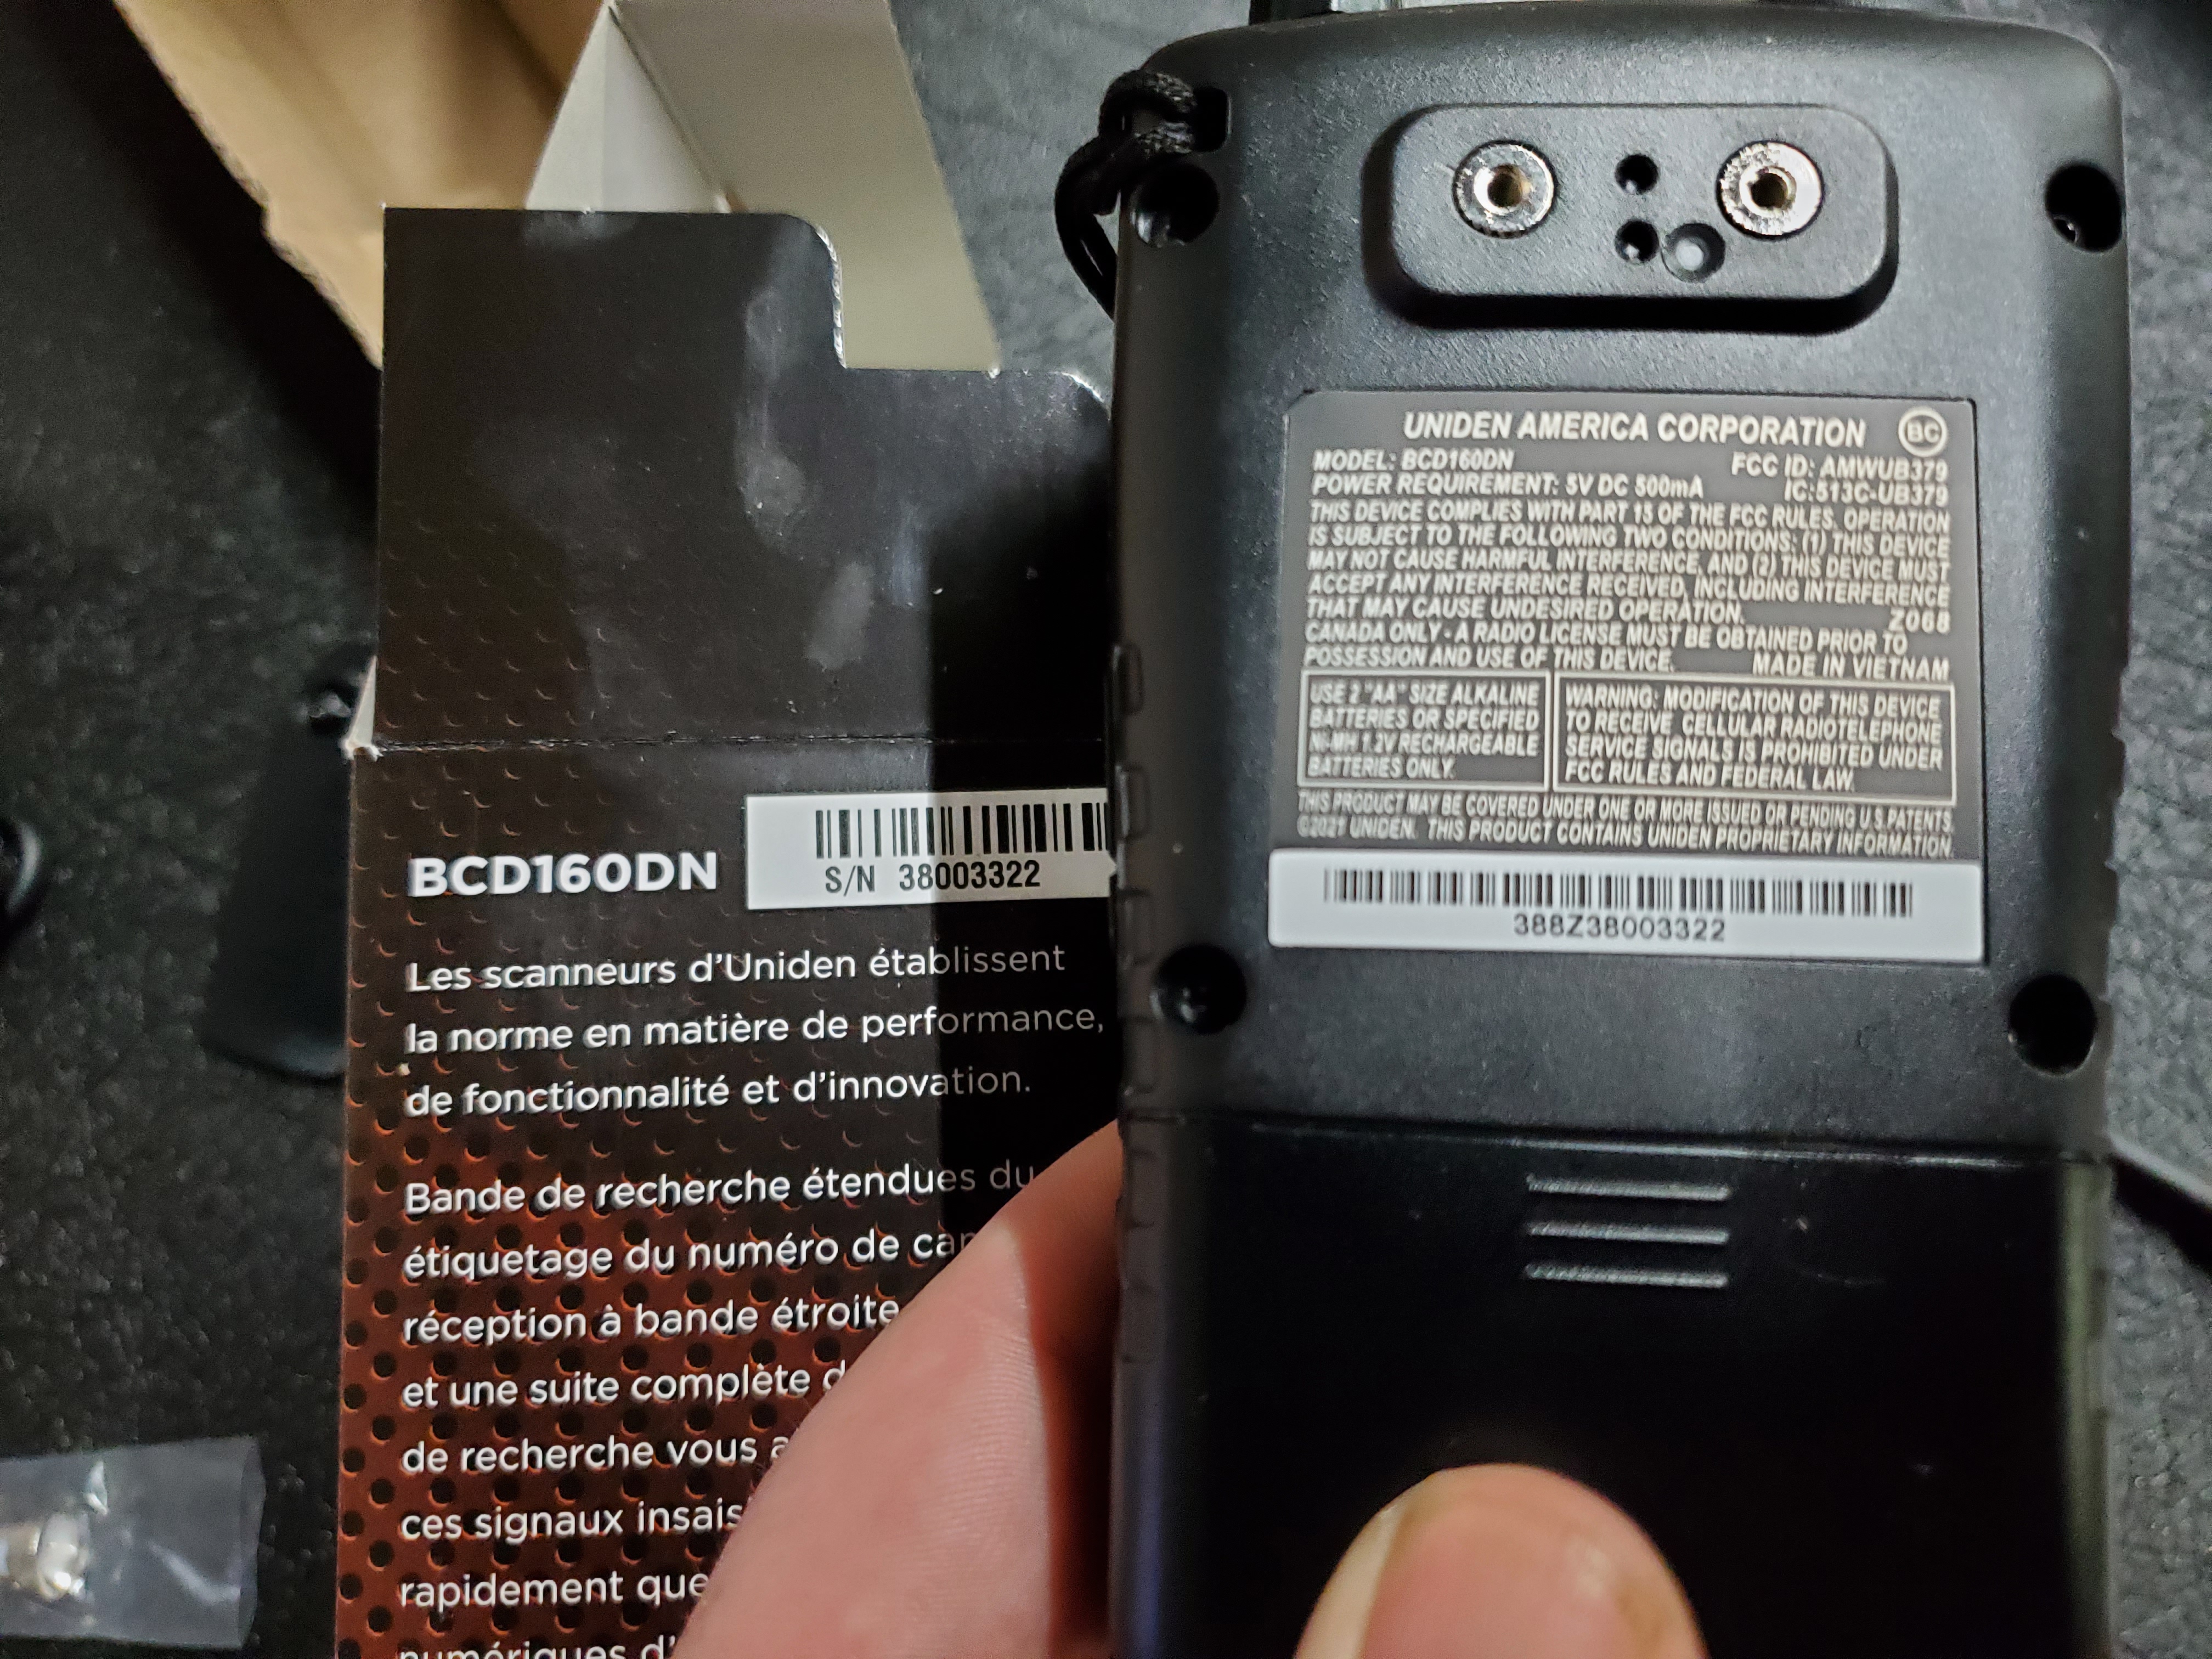 BCD160DN
S/N 38003322
Les scanneurs d'Uniden établissent
la norme en matière de performance,
de fonctionnalité et d'innovation.
Bande de recherche étendues du
étiquetage du numéro de
réception à bande étroite
et une suite complète
de recherche vous
ces signaux
rapidement que
numériques d'
UNIDEN AMERICA CORPORATION BC
MODEL: BCD160DN FCC ID: AMWUB379
POWER REQUIREMENT: 5V DC 500mA IC:513C-UB379
THIS DEVICE COMPLIES WITH PART 15 OF THE FCC RULES. OPERATION
IS SUBJECT TO THE FOLLOWING TWO CONDITIONS: (1) THIS DEVICE
MAY NOT CAUSE HARMFUL INTERFERENCE, AND (2) THIS DEVICE MUST
ACCEPT ANY INTERFERENCE RECEIVED, INCLUDING INTERFERENCE
THAT MAY CAUSE UNDESIRED OPERATION. Z068
CANADA ONLY - A RADIO LICENSE MUST BE OBTAINED PRIOR TO
POSSESSION AND USE OF THIS DEVICE. MADE IN VIETNAM
USE 2 "AA" SIZE ALKALINE
BATTERIES OR SPECIFIED
Ni-MH 1.2V RECHARGEABLE
BATTERIES ONLY.
WARNING: MODIFICATION OF THIS DEVICE
TO RECEIVE CELLULAR RADIOTELEPHONE
SERVICE SIGNALS IS PROHIBITED UNDER
FCC RULES AND FEDERAL LAW.
THIS PRODUCT MAY BE COVERED UNDER ONE OR MORE ISSUED OR PENDING U.S.PATENTS.
©2021 UNIDEN. THIS PRODUCT CONTAINS UNIDEN PROPRIETARY INFORMATION.
388Z38003322